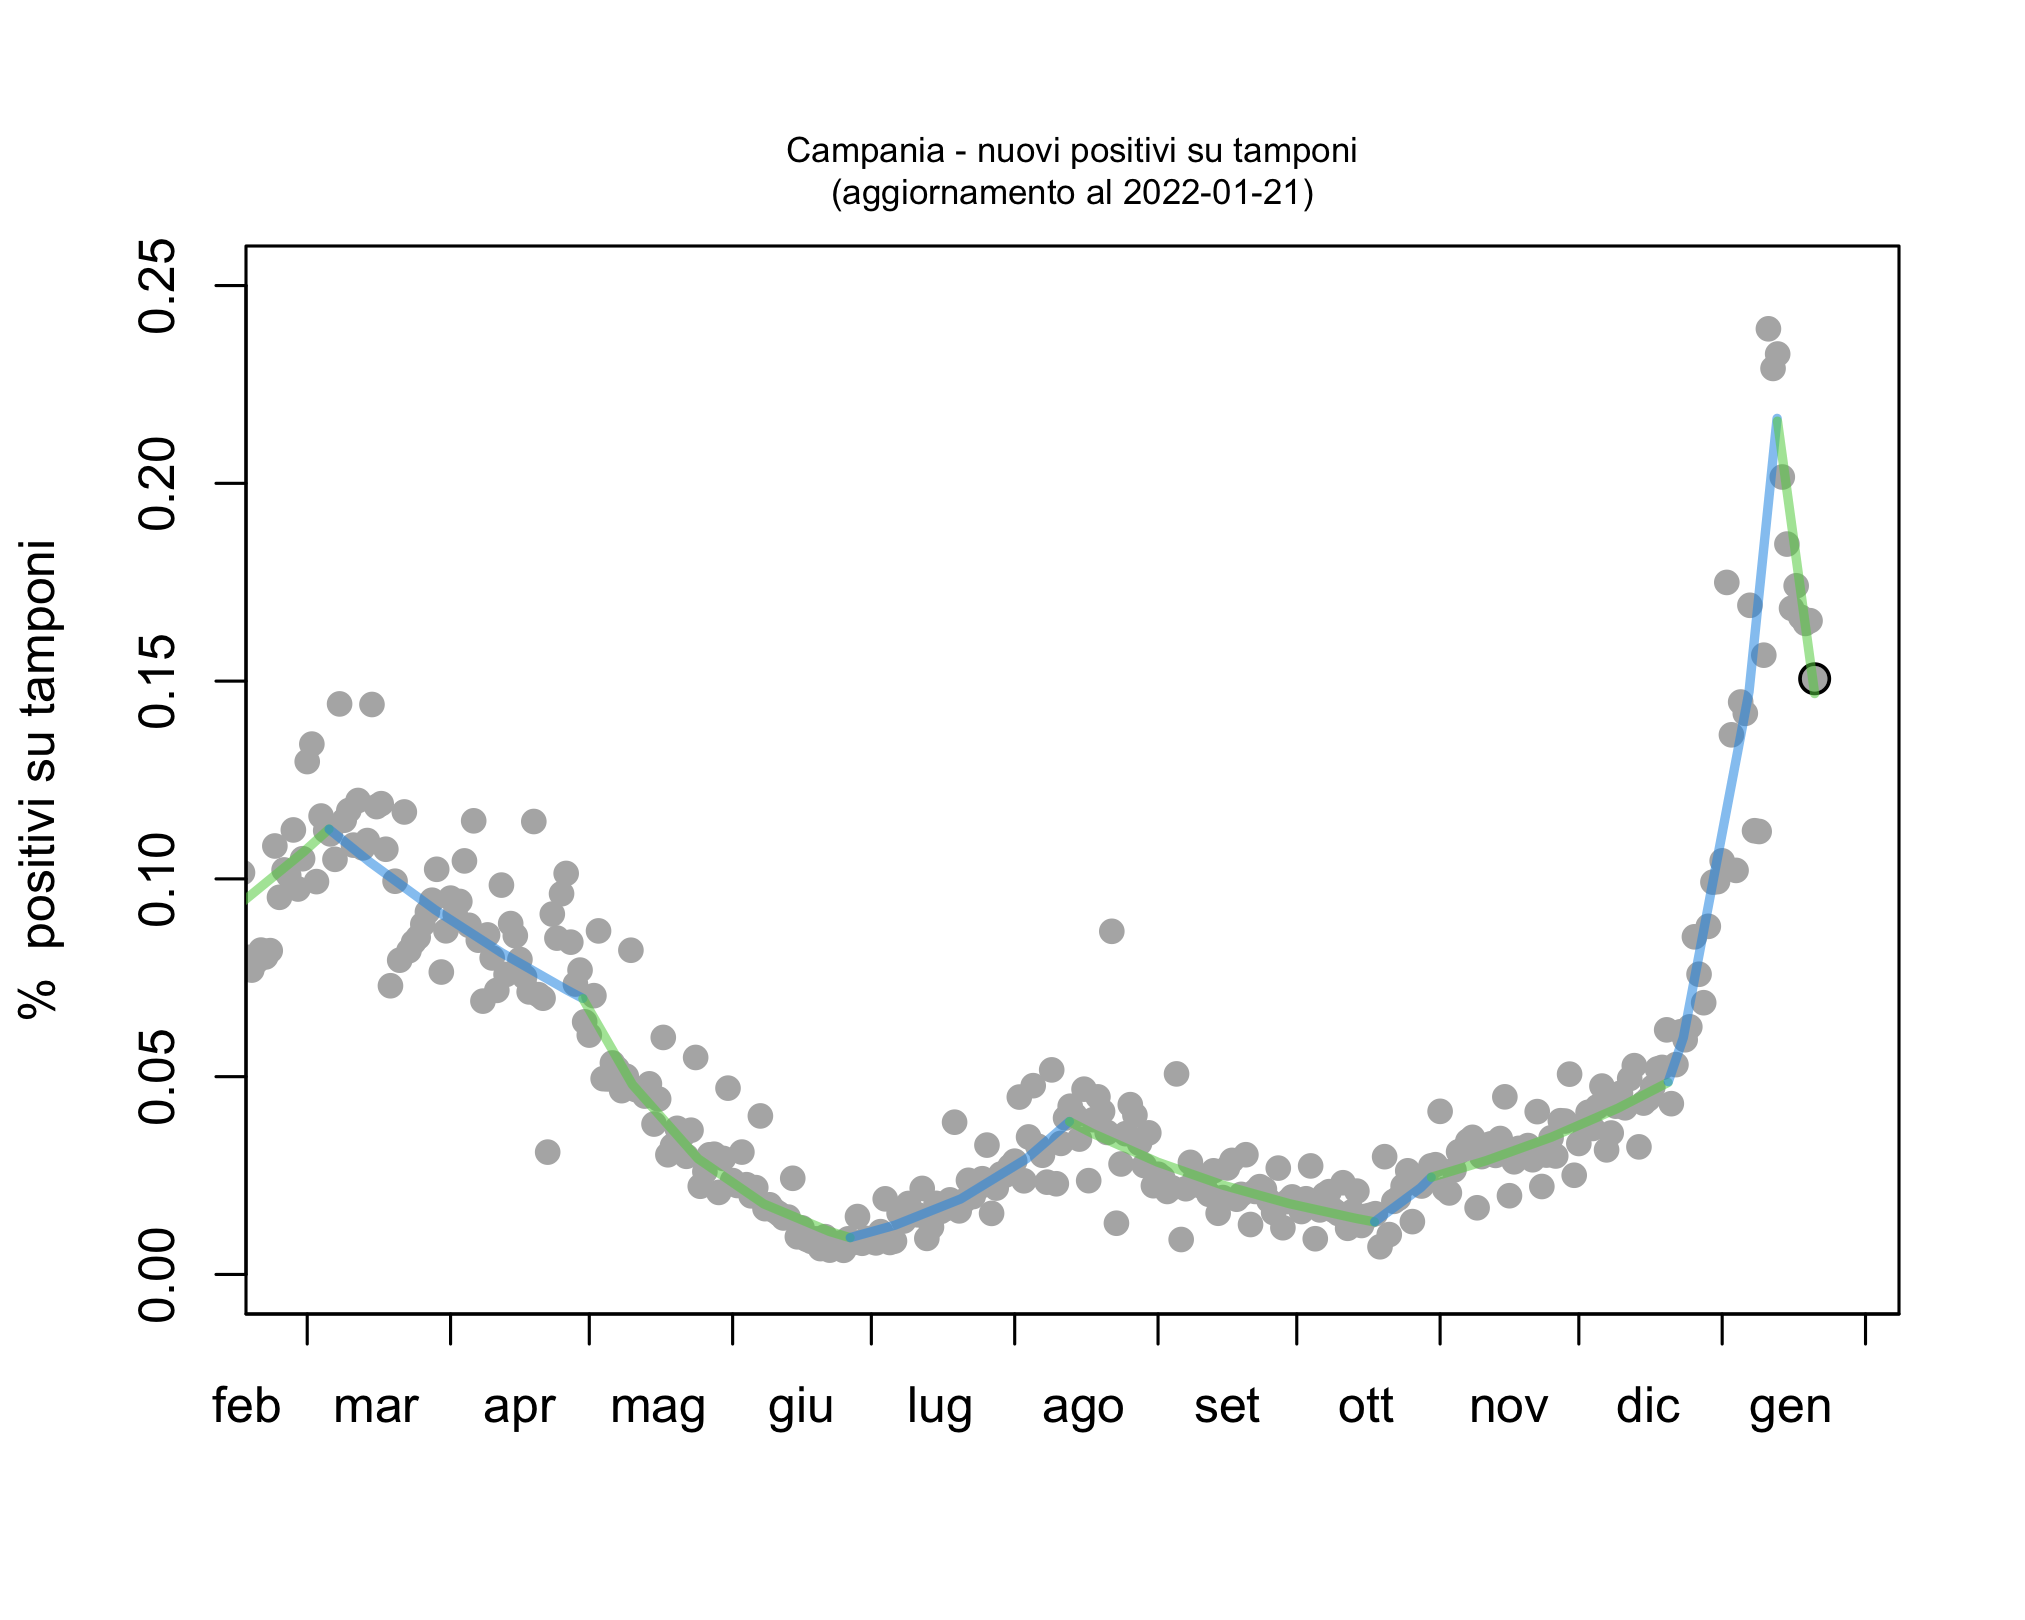 Campania - nuovi positivi su tamponi
(aggiornamento al 2022-01-21)
% positivi su tamponi
0.25
0.20
0.15
0.10
0.05
0.00
feb mar apr mag giu lug ago set ott nov dic gen